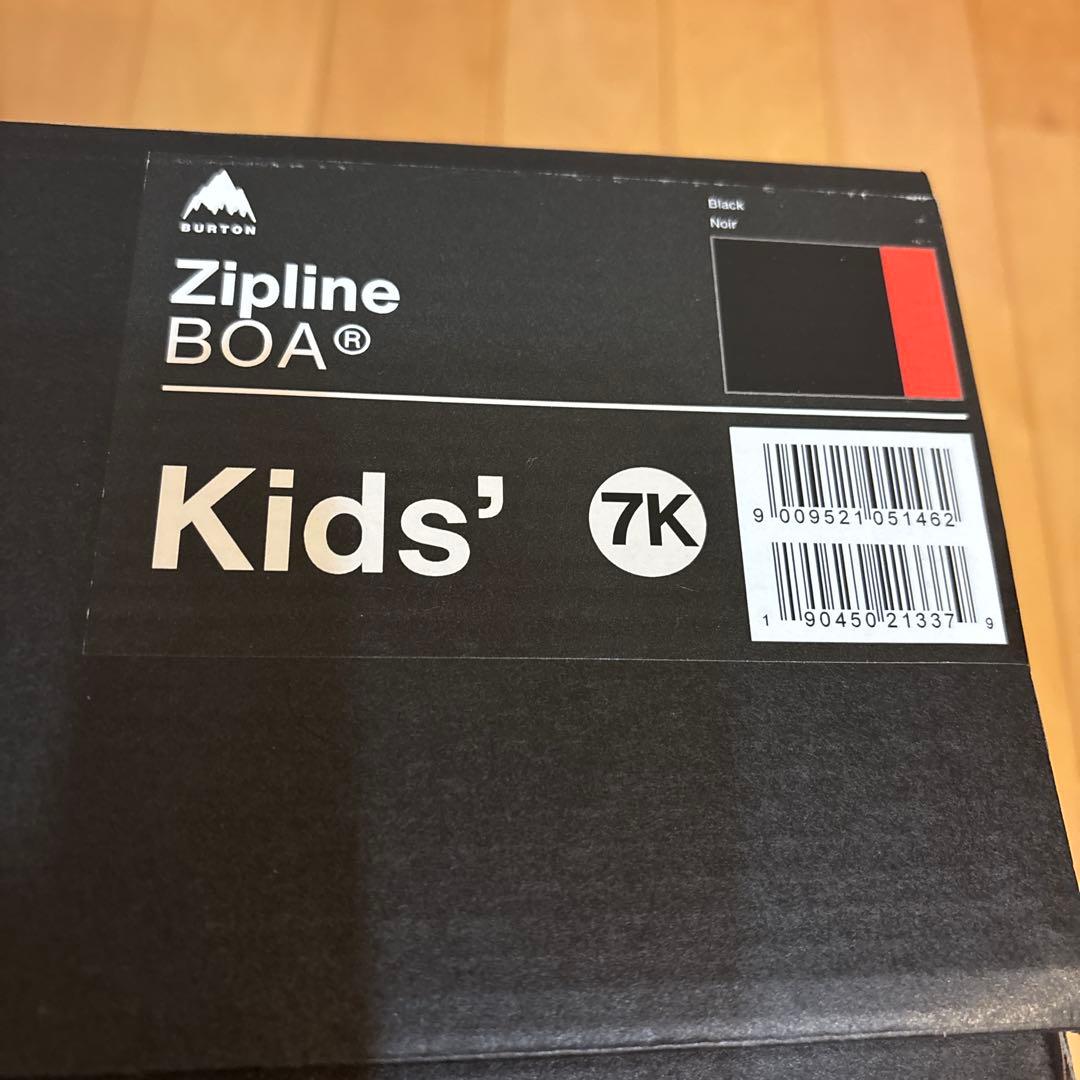 BURTON
Zipline
BOA®
Black
Noir
Kids’
7K
9 009521 051462
1 90450 21337 9